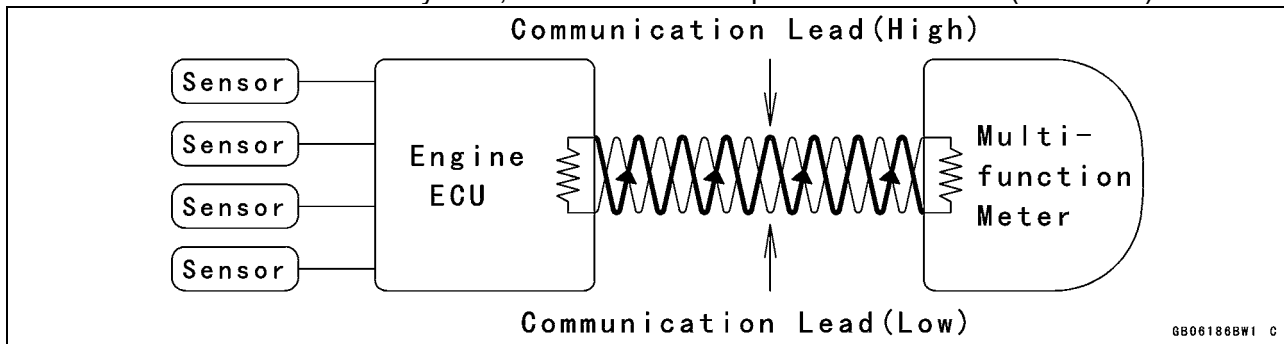 Communication Lead(High)
Sensor
Sensor
Sensor
Sensor
Engine
ECU
Multi-
function
Meter
Communication Lead(Low)
GB06186BW1 C